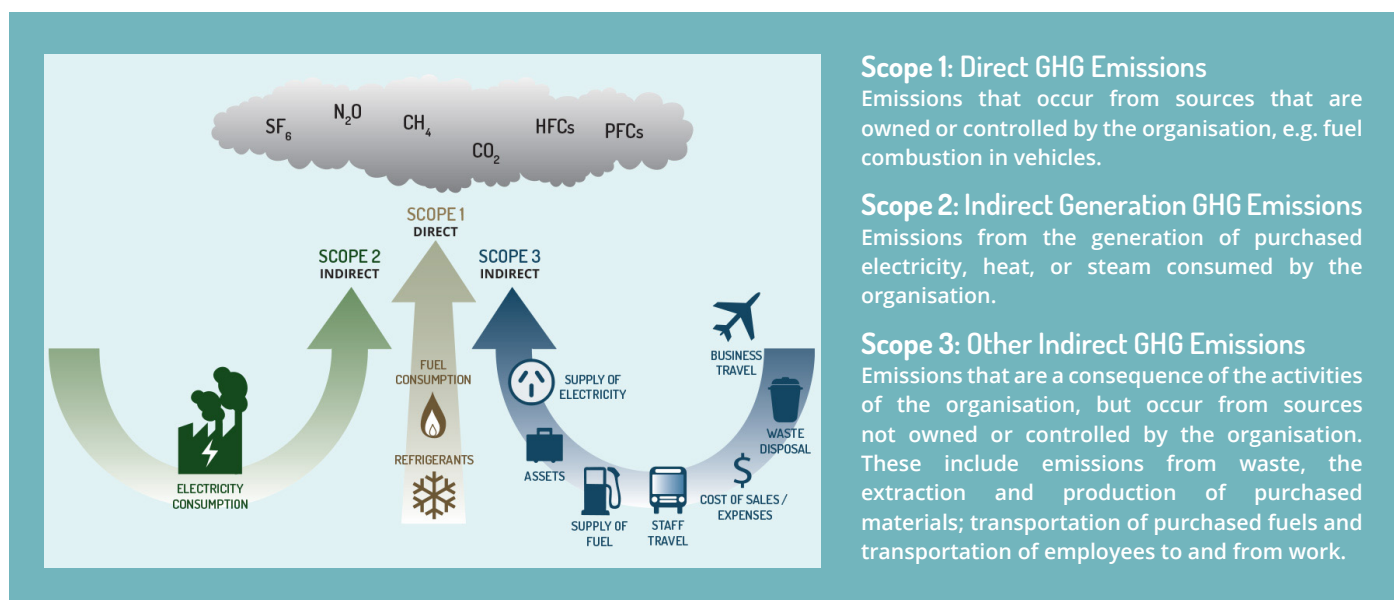 SF6
N2O
CH4
CO2
HFCs
PFCs
SCOPE 1
DIRECT
SCOPE 2
INDIRECT
SCOPE 3
INDIRECT
FUEL
CONSUMPTION
REFRIGERANTS
ELECTRICITY
CONSUMPTION
SUPPLY OF
ELECTRICITY
ASSETS
SUPPLY OF
FUEL
STAFF
TRAVEL
COST OF SALES /
EXPENSES
WASTE
DISPOSAL
BUSINESS
TRAVEL
Scope 1: Direct GHG Emissions
Emissions that occur from sources that are
owned or controlled by the organisation, e.g. fuel
combustion in vehicles.
Scope 2: Indirect Generation GHG Emissions
Emissions from the generation of purchased
electricity, heat, or steam consumed by the
organisation.
Scope 3: Other Indirect GHG Emissions
Emissions that are a consequence of the activities
of the organisation, but occur from sources
not owned or controlled by the organisation.
These include emissions from waste, the
extraction and production of purchased
materials; transportation of purchased fuels and
transportation of employees to and from work.